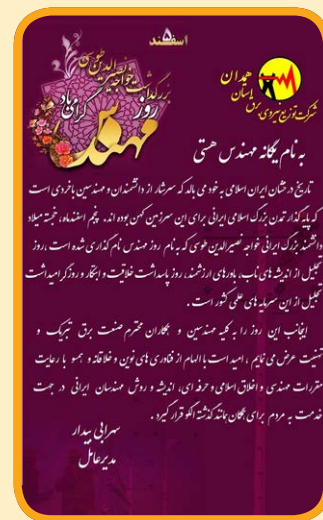 ۵
اسفند
بزرگداشت خواجه نصیرالدین طوسی
روز
مهندس
گرامی باد
همدان
شرکت توزیع نیروی برق استان
به نام یگانه مهندس هستی
تاریخ درخشان ایران اسلامی به خود می بالد که سرشار از دانشمندان و مهندسین باخردی است
که پایه گذار تمدن بزرگ اسلامی ایرانی برای این سرزمین کهن بوده اند. پنجم اسفندماه، خجسته میلاد
دانشمند بزرگ ایرانی خواجه نصیرالدین طوسی که به نام روز مهندس نام گذاری شده است، روز
تجلیل از اندیشه های ناب، باورهای ارزشمند، روز پاسداشت خلاقیت و ابتکار و روز گرامیداشت
تجلیل از این سرمایه های علمی کشور است.
اینجانب این روز را به کلیه مهندسین و همکاران محترم صنعت برق تبریک و
تهنیت عرض می نمایم، امید است با الهام از فناوری های نوین و خلاقانه و همسو با رعایت
مقررات مهندسی و اخلاق اسلامی و حرفه ای، اندیشه و روش مهندسان ایرانی در جهت
خدمت به مردم برای همگان همانند گذشته الگو قرار گیرد.
سهرابی بیدار
مدیرعامل